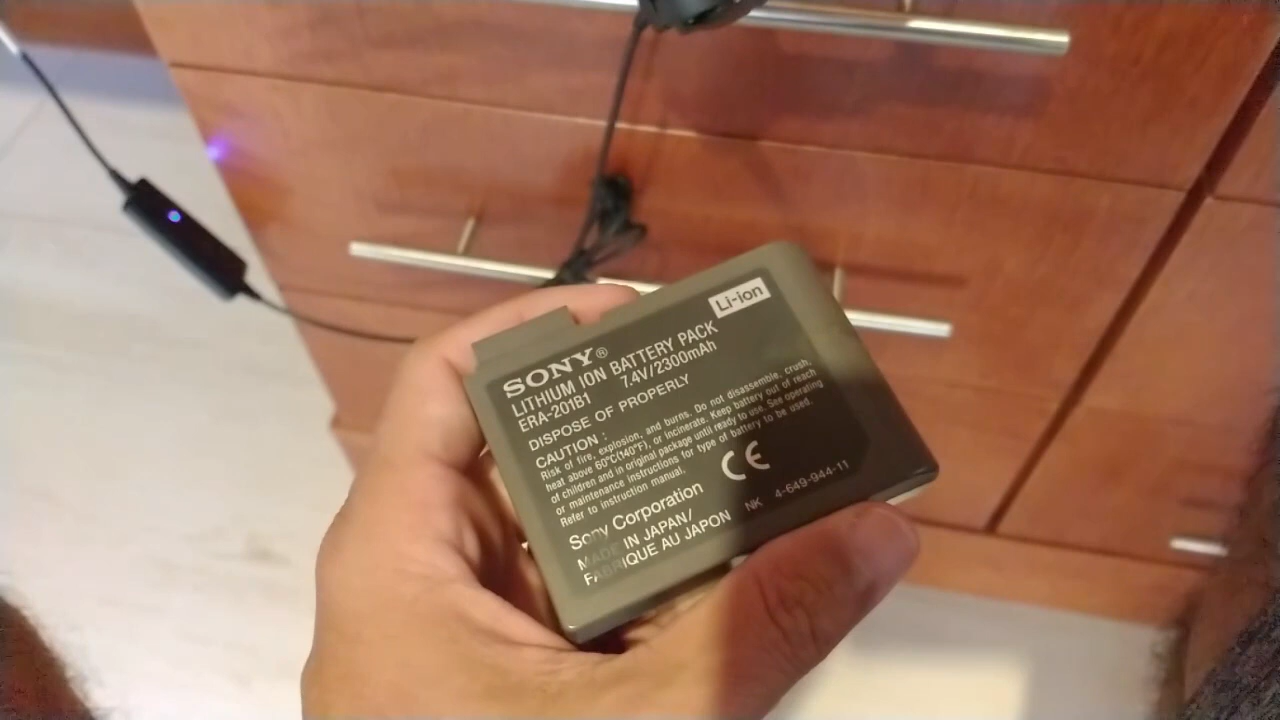 Li-ion
SONY®
LITHIUM ION BATTERY PACK
ERA-201B1 7.4V/2300mAh
DISPOSE OF PROPERLY
CAUTION :
Risk of fire, explosion, and burns. Do not disassemble, crush,
heat above 60°C(140°F), or incinerate. Keep battery out of reach
of children and in original package until ready to use. See operating
or maintenance instructions for type of battery to be used.
Refer to instruction manual.
CE
Sony Corporation
MADE IN JAPAN/
FABRIQUE AU JAPON NK 4-649-944-11